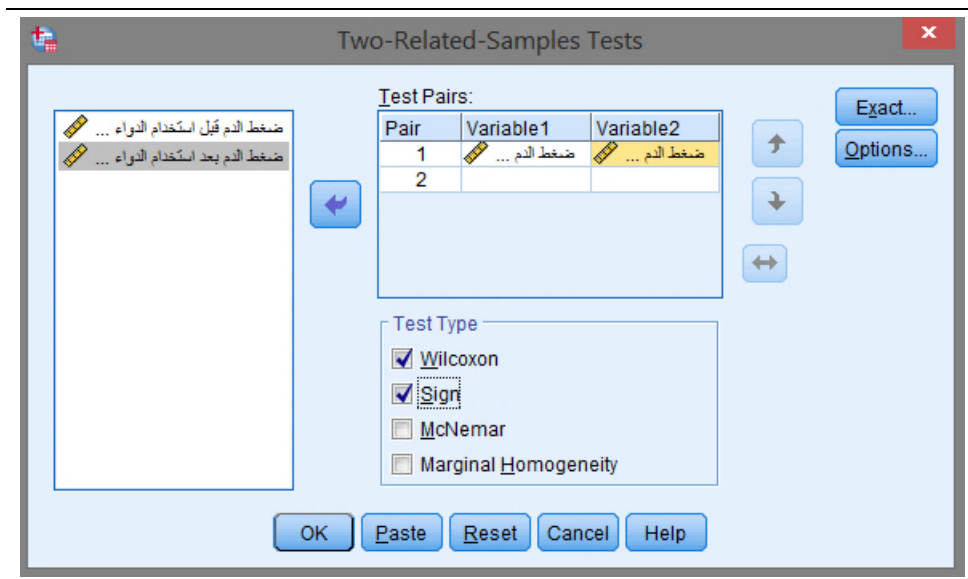 Two-Related-Samples Tests
ضغط الدم قبل استخدام الدواء ...
ضغط الدم بعد استخدام الدواء ...
Test Pairs:
Pair Variable1 Variable2
1 ضغط الدم ... ضغط الدم ...
2
Exact...
Options...
Test Type
Wilcoxon
Sign
McNemar
Marginal Homogeneity
OK Paste Reset Cancel Help